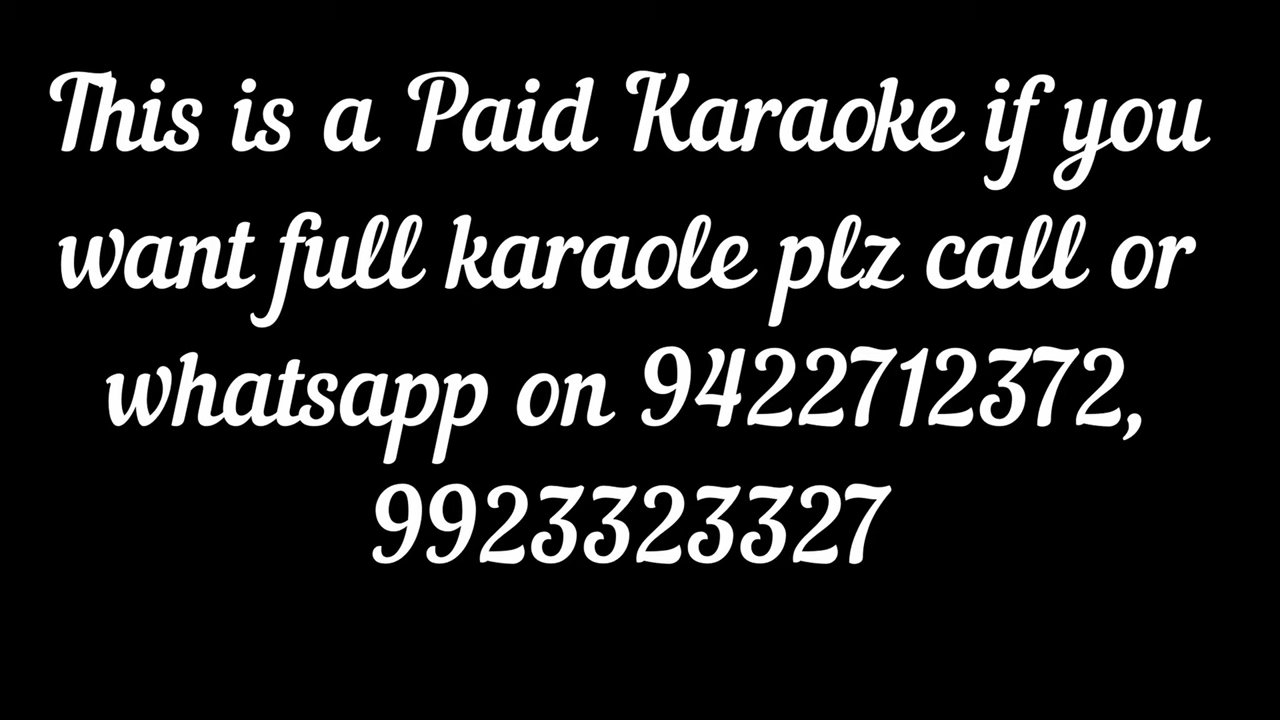 This is a Paid Karaoke if you
want full karaole plz call or
whatsapp on 9422712372,
9923323327